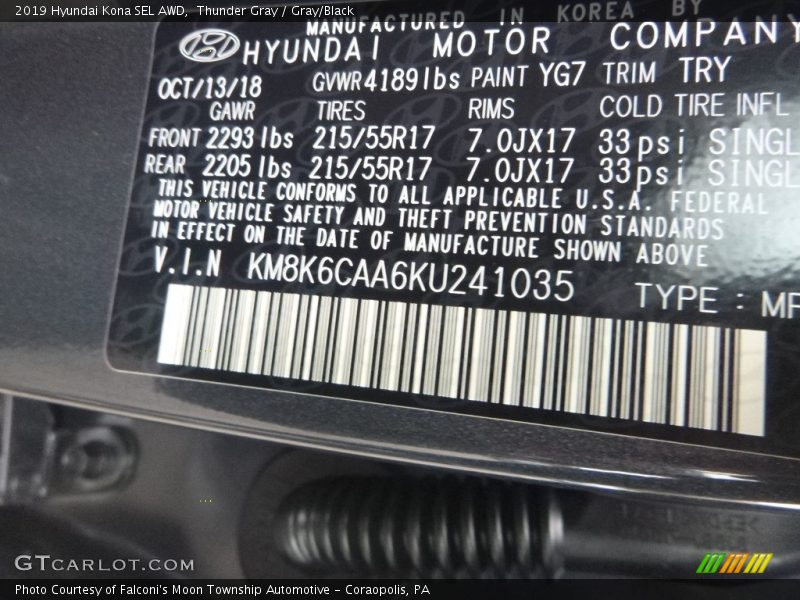 2019 Hyundai Kona SEL AWD,  Thunder Gray / Gray/Black
MANUFACTURED IN KOREA BY
HYUNDAI MOTOR COMPANY
OCT/13/18 GVWR4189lbs PAINT YG7 TRIM TRY
GAWR TIRES RIMS COLD TIRE INFL
FRONT 2293 lbs 215/55R17 7.0JX17 33psi SINGL
REAR 2205 lbs 215/55R17 7.0JX17 33psi SINGL
THIS VEHICLE CONFORMS TO ALL APPLICABLE U.S.A. FEDERAL
MOTOR VEHICLE SAFETY AND THEFT PREVENTION STANDARDS
IN EFFECT ON THE DATE OF MANUFACTURE SHOWN ABOVE
V.I.N KM8K6CAA6KU241035 TYPE : MP
GTCARLOT.COM
Photo Courtesy of Falconi's Moon Township Automotive - Coraopolis, PA